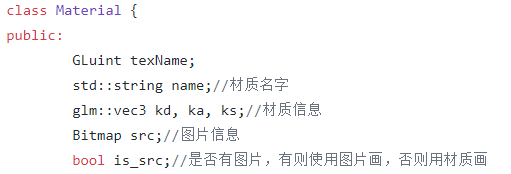 class Material {
public:
GLuint texName;
std::string name;//材质名字
glm::vec3 kd, ka, ks;//材质信息
Bitmap src;//图片信息
bool is_src;//是否有图片，有则使用图片画，否则用材质画